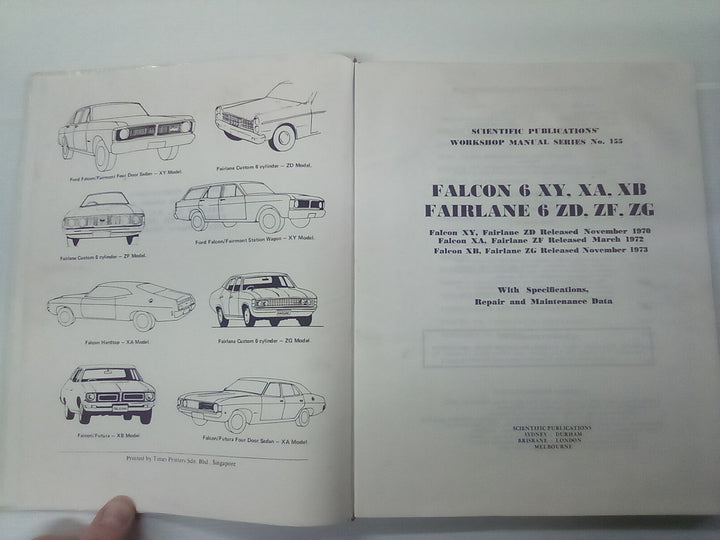 Ford Falcon/Fairmont Four Door Sedan – XY Model.
Fairlane Custom 6 cylinder – ZD Model.
Fairlane Custom 6 cylinder – ZF Model.
Ford Falcon/Fairmont Station Wagon – XY Model.
Falcon Hardtop – XA Model.
Fairlane Custom 6 cylinder – ZG Model.
Falcon/Futura – XB Model
Falcon/Futura Four Door Sedan – XA Model.
Printed by Times Printers Sdn. Bhd., Singapore
SCIENTIFIC PUBLICATIONS'
WORKSHOP MANUAL SERIES No. 155
FALCON 6 XY, XA, XB
FAIRLANE 6 ZD, ZF, ZG
Falcon XY, Fairlane ZD Released November 1970
Falcon XA, Fairlane ZF Released March 1972
Falcon XB, Fairlane ZG Released November 1973
With Specifications,
Repair and Maintenance Data
SCIENTIFIC PUBLICATIONS
SYDNEY DURHAM
BRISBANE LONDON
MELBOURNE